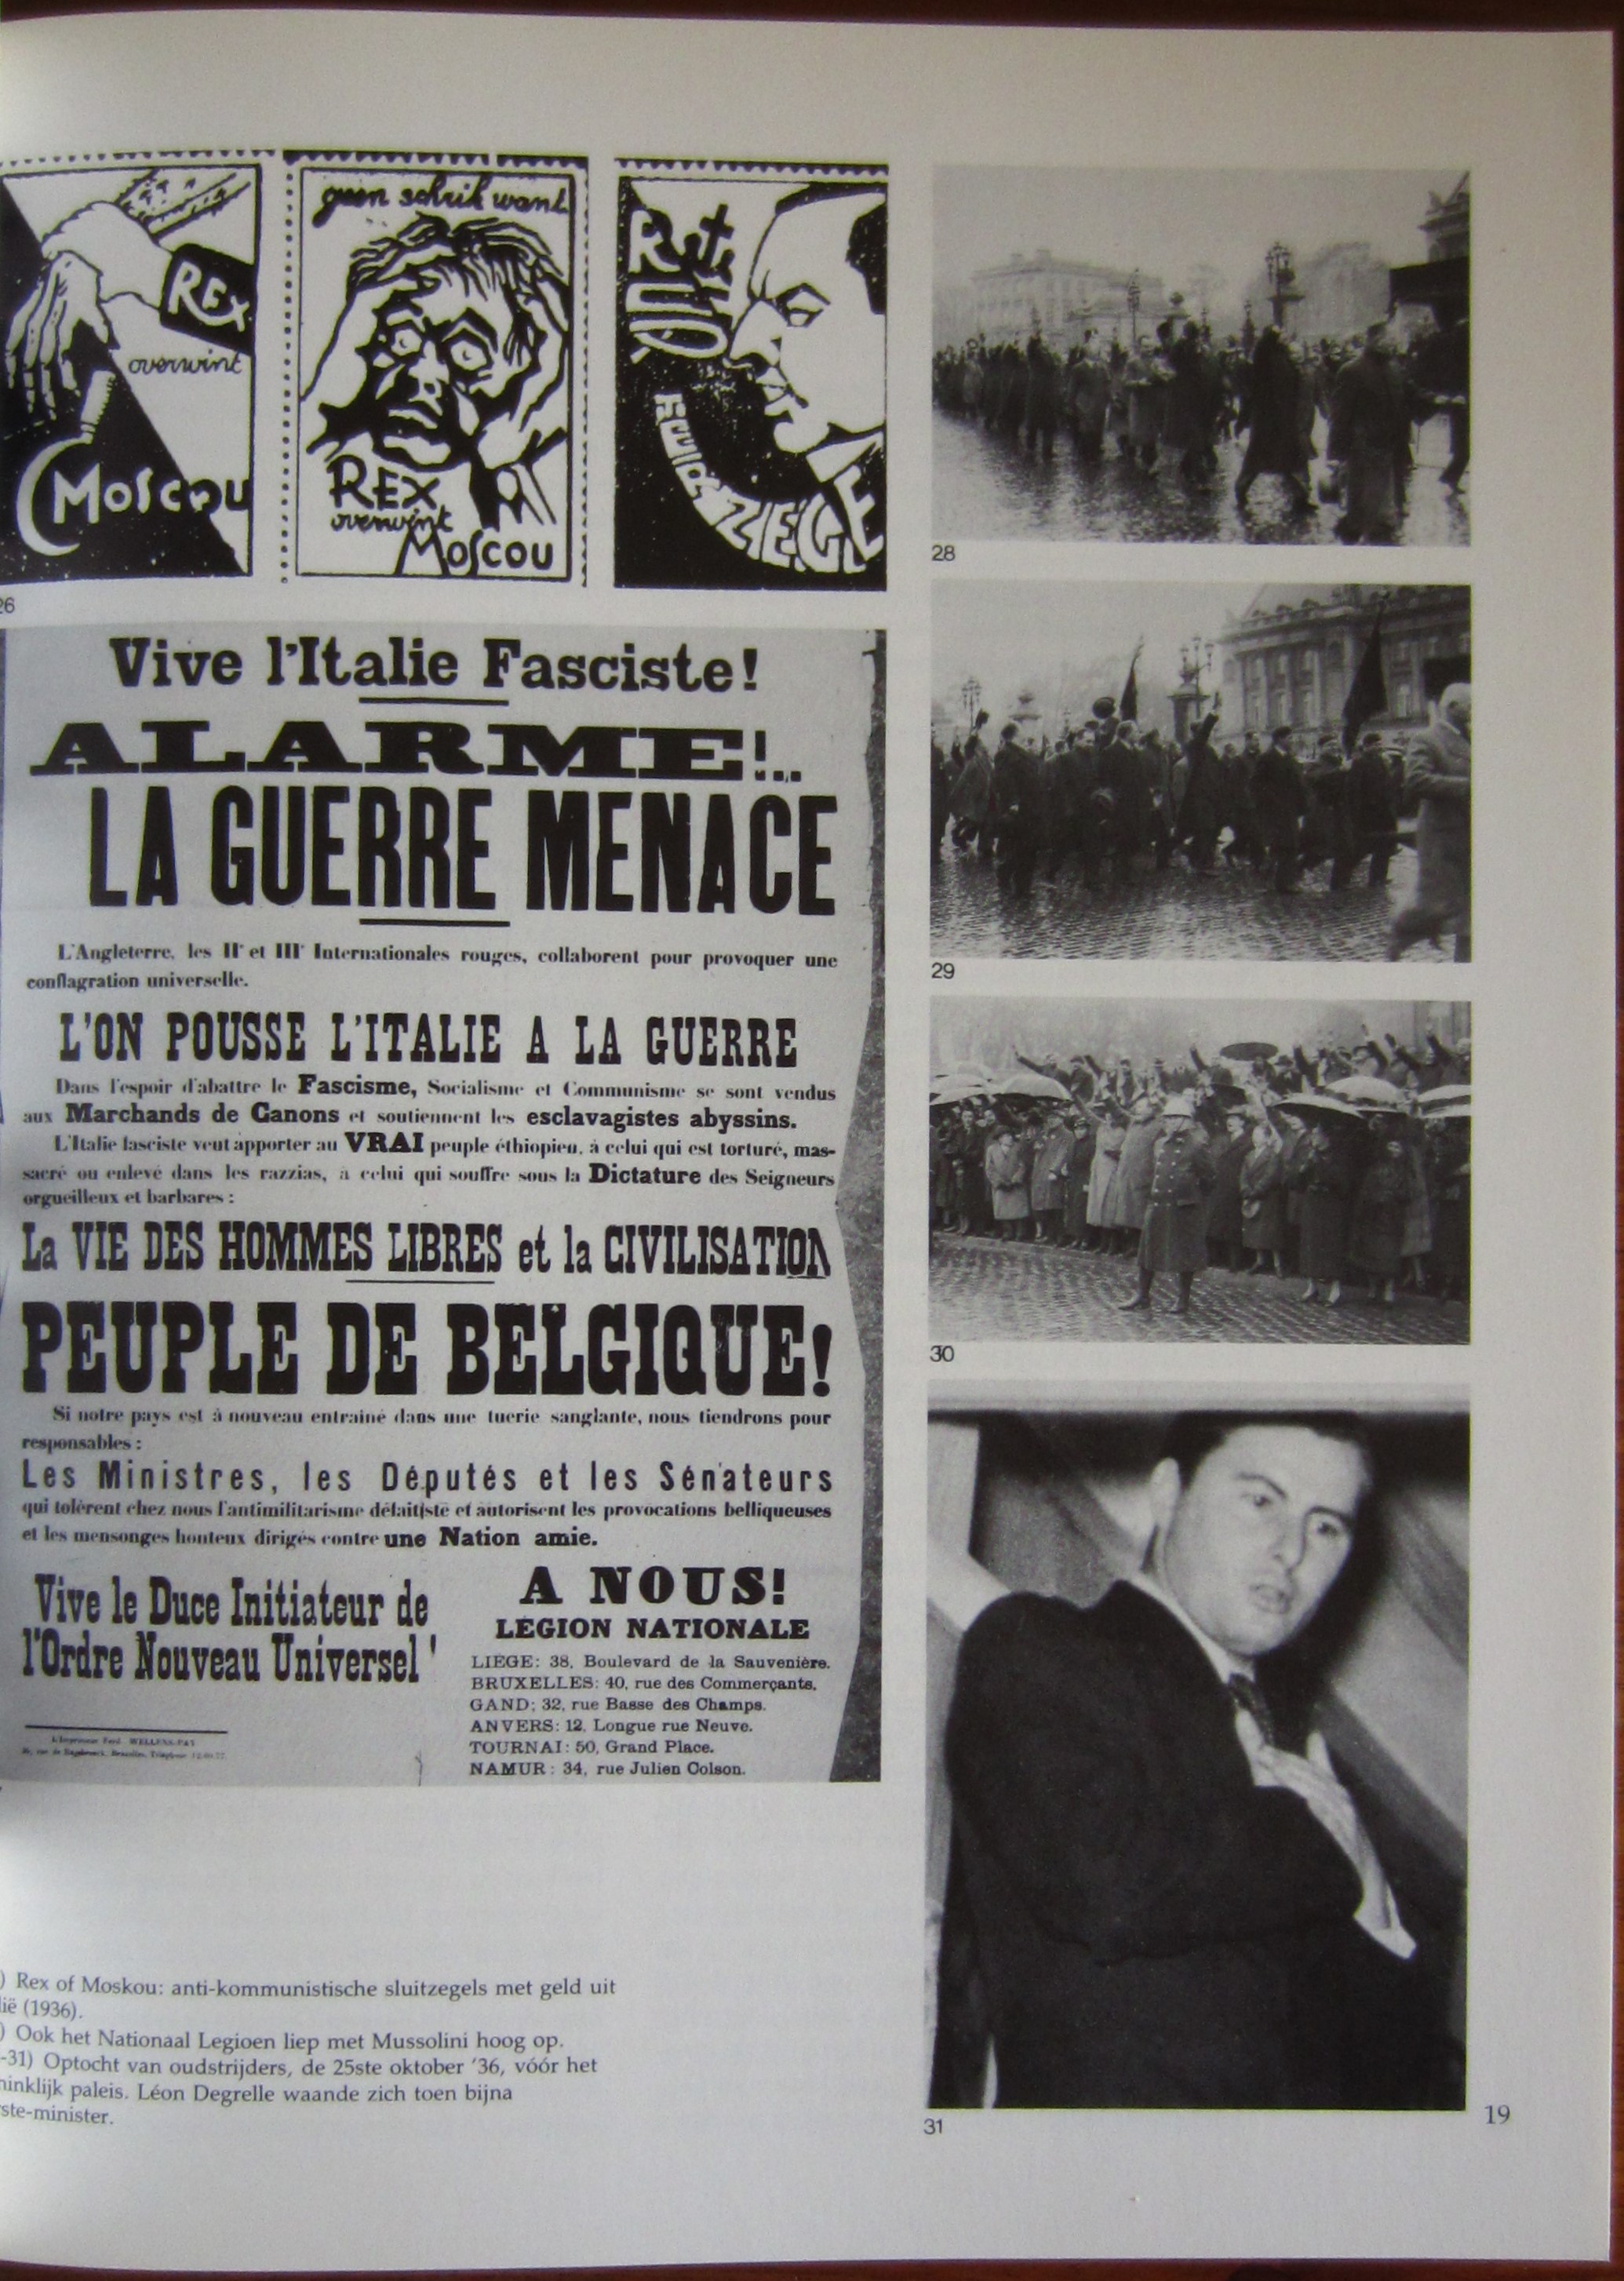 REX
overwint
Moscou
geen schrik want
REX
overwint
Moscou
REX
ZEGE
26
Vive l'Italie Fasciste!
ALARME!..
LA GUERRE MENACE
L'Angleterre, les IIᵉ et IIIᵉ Internationales rouges, collaborent pour provoquer une
conflagration universelle.
L'ON POUSSE L'ITALIE A LA GUERRE
Dans l'espoir d'abattre le Fascisme, Socialisme et Communisme se sont vendus
aux Marchands de Canons et soutiennent les esclavagistes abyssins.
L'Italie fasciste veut apporter au VRAI peuple éthiopien, à celui qui est torturé, mas-
sacré ou enlevé dans les razzias, à celui qui souffre sous la Dictature des Seigneurs
orgueilleux et barbares :
La VIE DES HOMMES LIBRES et la CIVILISATION
PEUPLE DE BELGIQUE!
Si notre pays est à nouveau entraîné dans une tuerie sanglante, nous tiendrons pour
responsables :
Les Ministres, les Députés et les Sénateurs
qui tolèrent chez nous l'antimilitarisme défaitiste et autorisent les provocations belliqueuses
et les mensonges honteux dirigés contre une Nation amie.
Vive le Duce Initiateur de
l'Ordre Nouveau Universel !
A NOUS!
LÉGION NATIONALE
LIÉGE: 38, Boulevard de la Sauvenière.
BRUXELLES: 40, rue des Commerçants.
GAND: 32, rue Basse des Champs.
ANVERS: 12, Longue rue Neuve.
TOURNAI: 50, Grand Place.
NAMUR : 34, rue Julien Colson.
28
29
30
31
) Rex of Moskou: anti-kommunistische sluitzegels met geld uit
lië (1936).
) Ook het Nationaal Legioen liep met Mussolini hoog op.
-31) Optocht van oudstrijders, de 25ste oktober '36, vóór het
ninklijk paleis. Léon Degrelle waande zich toen bijna
ste-minister.
19